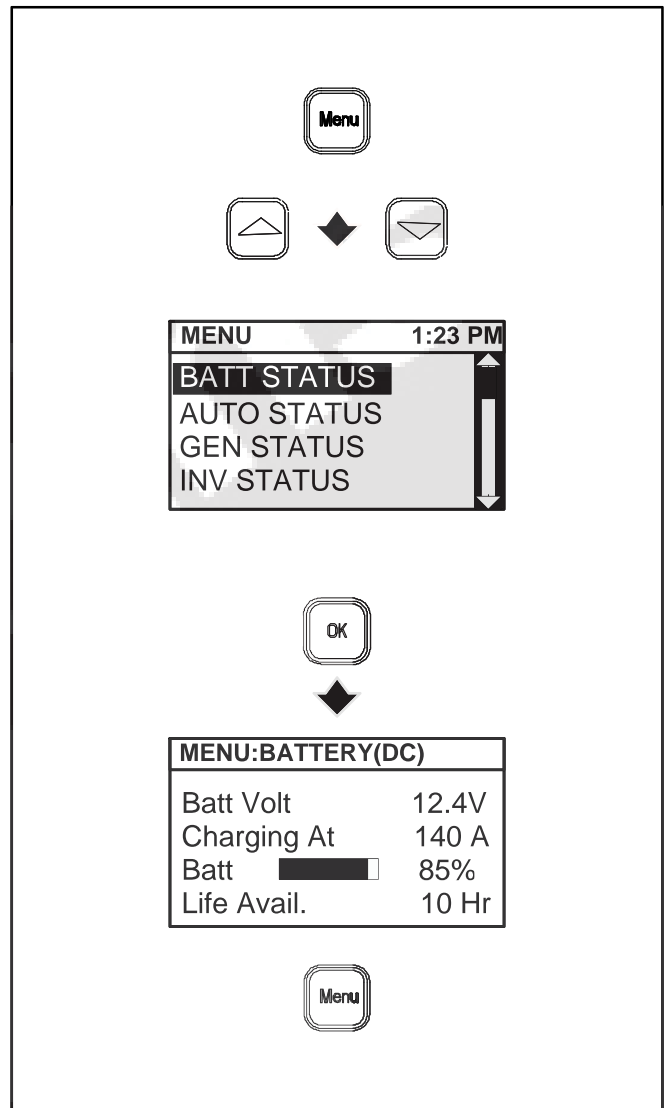 Menu
MENU 1:23 PM
BATT STATUS
AUTO STATUS
GEN STATUS
INV STATUS
OK
MENU:BATTERY(DC)
Batt Volt 12.4V
Charging At 140 A
Batt 85%
Life Avail. 10 Hr
Menu